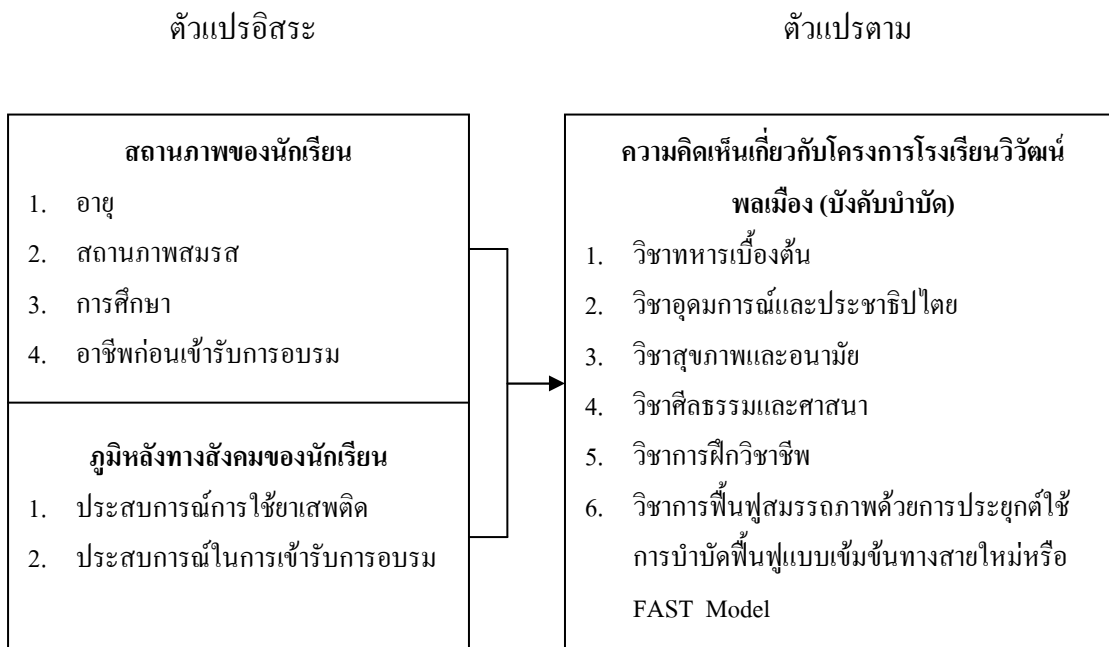 ตัวแปรอิสระ
ตัวแปรตาม
สถานภาพของนักเรียน
1. อายุ
2. สถานภาพสมรส
3. การศึกษา
4. อาชีพก่อนเข้ารับการอบรม
ภูมิหลังทางสังคมของนักเรียน
1. ประสบการณ์การใช้ยาเสพติด
2. ประสบการณ์ในการเข้ารับการอบรม
ความคิดเห็นเกี่ยวกับโครงการโรงเรียนวิวัฒน์
พลเมือง (บังคับบำบัด)
1. วิชาทหารเบื้องต้น
2. วิชาอุดมการณ์และประชาธิปไตย
3. วิชาสุขภาพและอนามัย
4. วิชาศีลธรรมและศาสนา
5. วิชาการฝึกวิชาชีพ
6. วิชาการฟื้นฟูสมรรถภาพด้วยการประยุกต์ใช้
การบำบัดฟื้นฟูแบบเข้มข้นทางสายใหม่หรือ
FAST Model